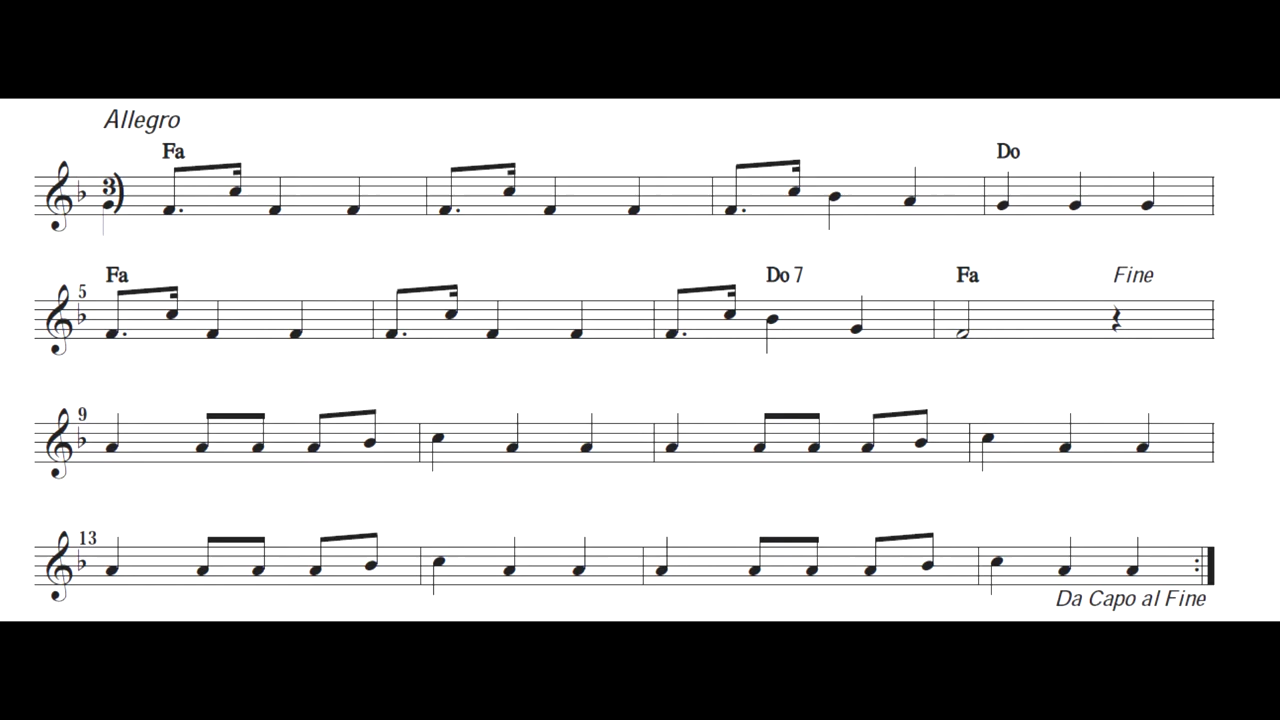 Allegro
Fa Do
3)
Fa Do 7 Fa Fine
5
9
13
Da Capo al Fine